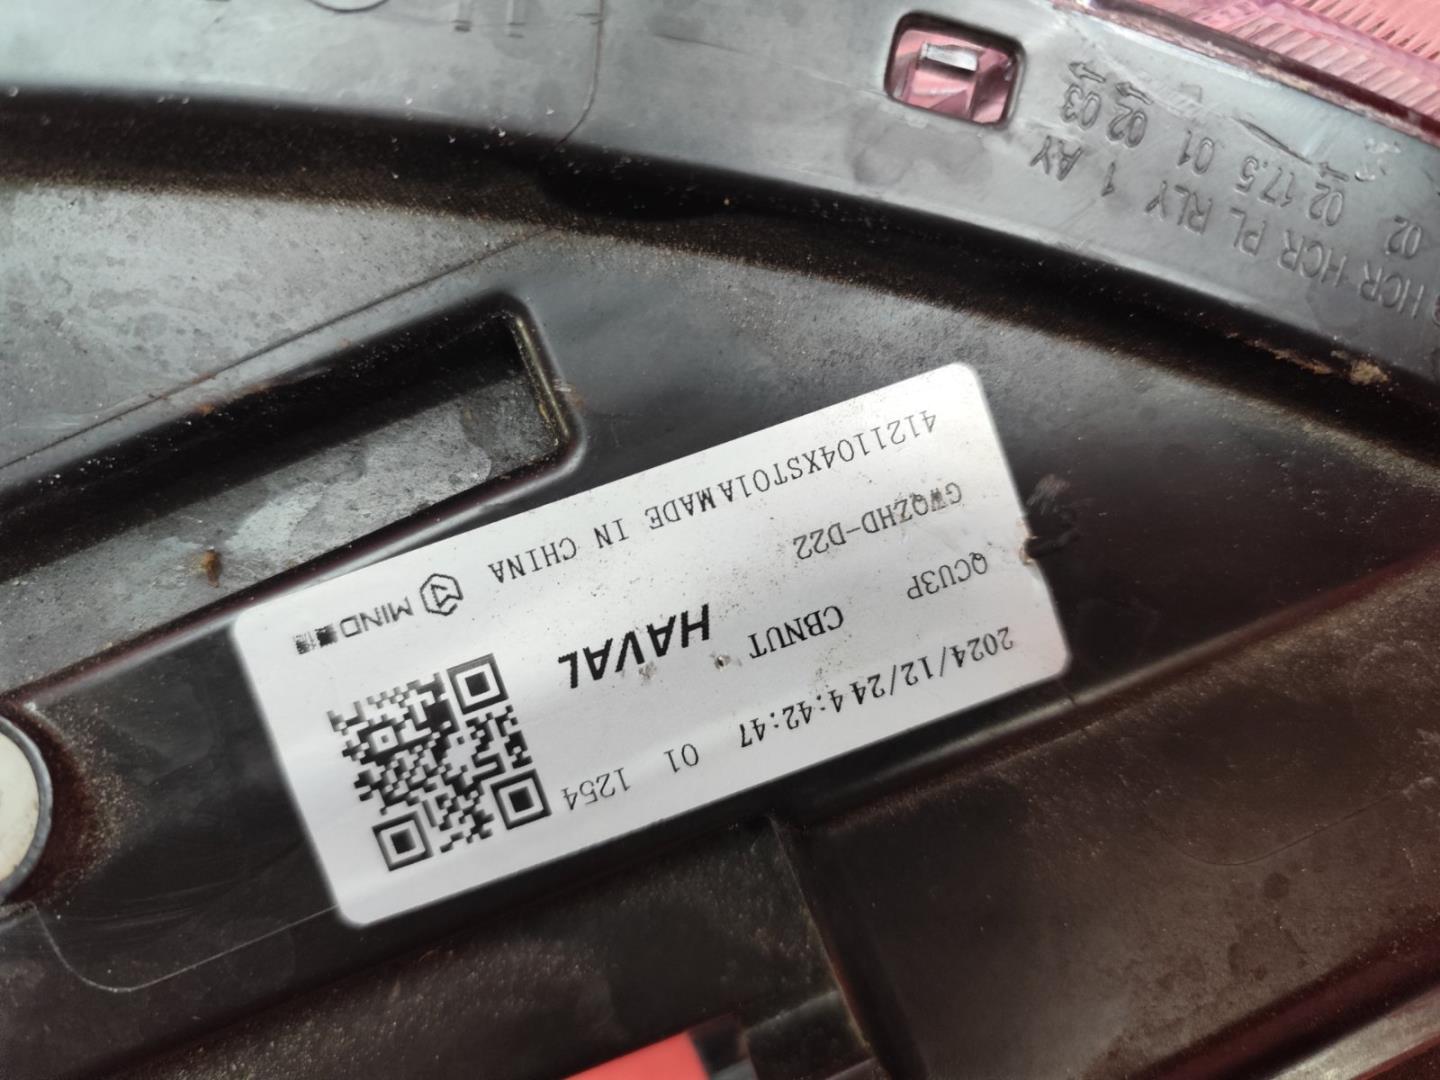 4121104XST01A MADE IN CHINA
GWQZHD-D22
MIND
QCU3P
CBNUT
HAVAL
2024/12/24 4:42:47 01 1254
HCR HCR PL RLY 1 AY
02 02 17.5 01 02 03